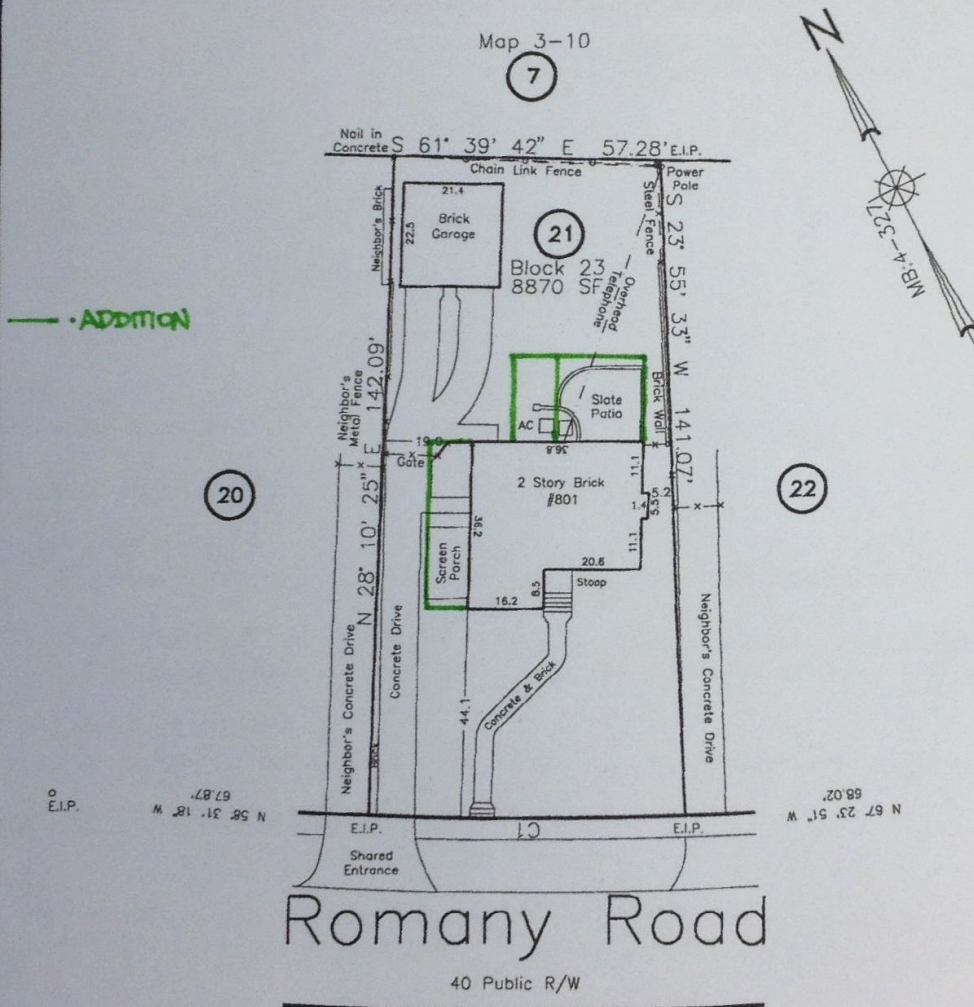 Map 3-10
7
N
Nail in
Concrete
S 61° 39' 42" E 57.28'
E.I.P.
Chain Link Fence
Power
Pole
21.4
Neighbor's Brick
22.5
Brick
Garage
21
Steel Fence
S 23° 55' 33" W 141.07'
MB:4-327
Block 23
8870 SF
Overhead
Telephone
— · ADDITION
Neighbor's
Metal Fence
N 28° 10' 25" E 142.09'
Slate
Patio
Brick Wall
AC
19.0
36.8
Gate
11.1
20
2 Story Brick
#801
5.2
1.4
5.5
22
36.2
11.1
Screen
Porch
20.6
Stoop
8.5
16.2
Concrete Drive
Neighbor's Concrete Drive
44.1
Concrete & Brick
Neighbor's Concrete Drive
Brick
E.I.P.
N 58° 31' 18" W
67.87'
N 67° 23' 51" W
68.02'
E.I.P.
C1
E.I.P.
Shared
Entrance
Romany Road
40 Public R/W